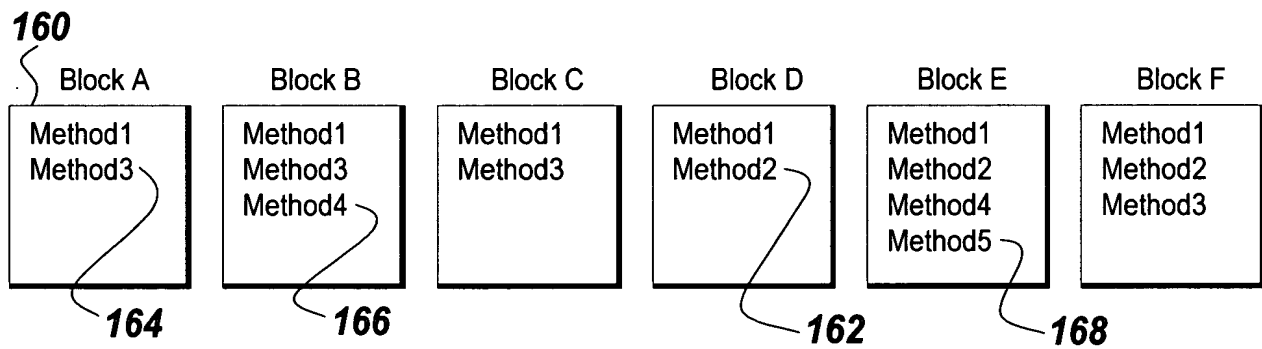 160
Block A
Block B
Block C
Block D
Block E
Block F
Method1
Method3
Method1
Method3
Method4
Method1
Method3
Method1
Method2
Method1
Method2
Method4
Method5
Method1
Method2
Method3
164
166
162
168